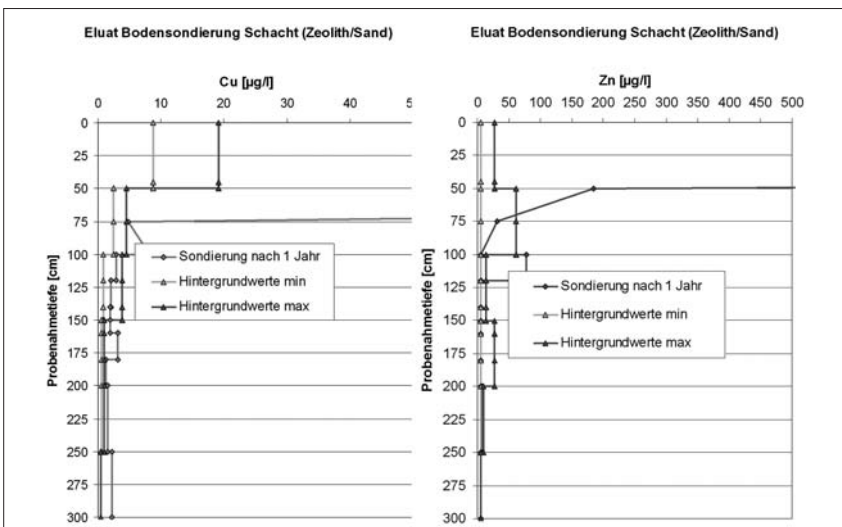 Eluat Bodensondierung Schacht (Zeolith/Sand)
Cu [µg/l]
0 10 20 30 40 5
Probenahmetiefe [cm]
0
25
50
75
100
125
150
175
200
225
250
275
300
Sondierung nach 1 Jahr
Hintergrundwerte min
Hintergrundwerte max
Eluat Bodensondierung Schacht (Zeolith/Sand)
Zn [µg/l]
0 50 100 150 200 250 300 350 400 450 500
Probenahmetiefe [cm]
0
25
50
75
100
125
150
175
200
225
250
275
300
Sondierung nach 1 Jahr
Hintergrundwerte min
Hintergrundwerte max